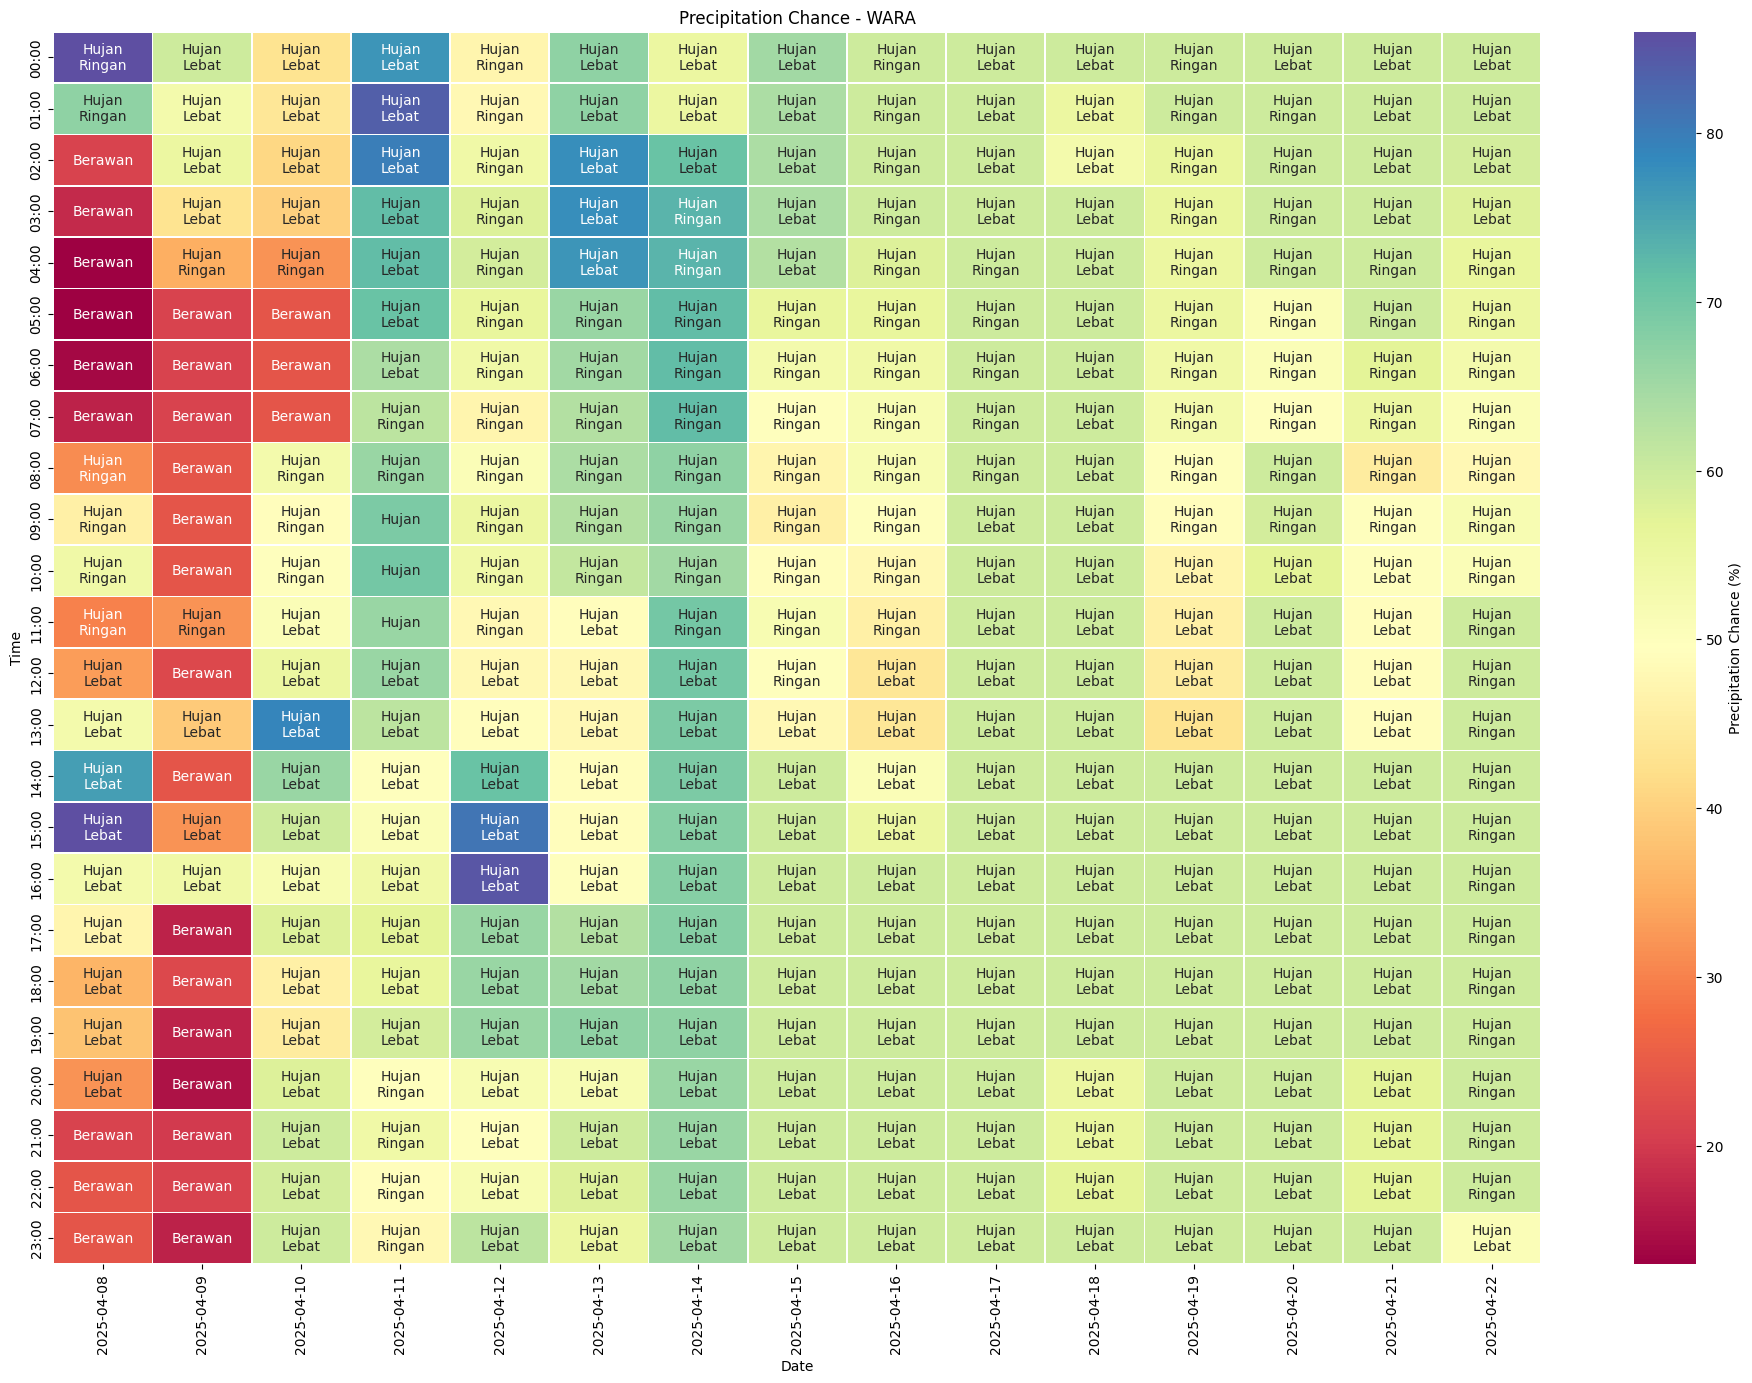 Precipitation Chance - WARA
Time
00:00 Hujan Ringan Hujan Lebat Hujan Lebat Hujan Lebat Hujan Ringan Hujan Lebat Hujan Lebat Hujan Lebat Hujan Ringan Hujan Lebat Hujan Lebat Hujan Ringan Hujan Lebat Hujan Lebat Hujan Lebat
01:00 Hujan Ringan Hujan Lebat Hujan Lebat Hujan Lebat Hujan Ringan Hujan Lebat Hujan Lebat Hujan Lebat Hujan Ringan Hujan Lebat Hujan Lebat Hujan Ringan Hujan Ringan Hujan Lebat Hujan Lebat
02:00 Berawan Hujan Lebat Hujan Lebat Hujan Lebat Hujan Ringan Hujan Lebat Hujan Lebat Hujan Lebat Hujan Ringan Hujan Lebat Hujan Lebat Hujan Ringan Hujan Ringan Hujan Lebat Hujan Lebat
03:00 Berawan Hujan Lebat Hujan Lebat Hujan Lebat Hujan Ringan Hujan Lebat Hujan Ringan Hujan Lebat Hujan Ringan Hujan Lebat Hujan Lebat Hujan Ringan Hujan Ringan Hujan Lebat Hujan Lebat
04:00 Berawan Hujan Ringan Hujan Ringan Hujan Lebat Hujan Ringan Hujan Lebat Hujan Ringan Hujan Lebat Hujan Ringan Hujan Ringan Hujan Lebat Hujan Ringan Hujan Ringan Hujan Ringan Hujan Ringan
05:00 Berawan Berawan Berawan Hujan Lebat Hujan Ringan Hujan Ringan Hujan Ringan Hujan Ringan Hujan Ringan Hujan Ringan Hujan Lebat Hujan Ringan Hujan Ringan Hujan Ringan Hujan Ringan
06:00 Berawan Berawan Berawan Hujan Lebat Hujan Ringan Hujan Ringan Hujan Ringan Hujan Ringan Hujan Ringan Hujan Ringan Hujan Lebat Hujan Ringan Hujan Ringan Hujan Ringan Hujan Ringan
07:00 Berawan Berawan Berawan Hujan Ringan Hujan Ringan Hujan Ringan Hujan Ringan Hujan Ringan Hujan Ringan Hujan Ringan Hujan Lebat Hujan Ringan Hujan Ringan Hujan Ringan Hujan Ringan
08:00 Hujan Ringan Berawan Hujan Ringan Hujan Ringan Hujan Ringan Hujan Ringan Hujan Ringan Hujan Ringan Hujan Ringan Hujan Ringan Hujan Lebat Hujan Ringan Hujan Ringan Hujan Ringan Hujan Ringan
09:00 Hujan Ringan Berawan Hujan Ringan Hujan Hujan Ringan Hujan Ringan Hujan Ringan Hujan Ringan Hujan Ringan Hujan Lebat Hujan Lebat Hujan Ringan Hujan Ringan Hujan Ringan Hujan Ringan
10:00 Hujan Ringan Berawan Hujan Ringan Hujan Hujan Ringan Hujan Ringan Hujan Ringan Hujan Ringan Hujan Ringan Hujan Lebat Hujan Lebat Hujan Lebat Hujan Lebat Hujan Lebat Hujan Ringan
11:00 Hujan Ringan Hujan Ringan Hujan Lebat Hujan Hujan Ringan Hujan Lebat Hujan Ringan Hujan Ringan Hujan Ringan Hujan Lebat Hujan Lebat Hujan Lebat Hujan Lebat Hujan Lebat Hujan Ringan
12:00 Hujan Lebat Berawan Hujan Lebat Hujan Lebat Hujan Lebat Hujan Lebat Hujan Lebat Hujan Ringan Hujan Lebat Hujan Lebat Hujan Lebat Hujan Lebat Hujan Lebat Hujan Lebat Hujan Ringan
13:00 Hujan Lebat Hujan Lebat Hujan Lebat Hujan Lebat Hujan Lebat Hujan Lebat Hujan Lebat Hujan Lebat Hujan Lebat Hujan Lebat Hujan Lebat Hujan Lebat Hujan Lebat Hujan Lebat Hujan Ringan
14:00 Hujan Lebat Berawan Hujan Lebat Hujan Lebat Hujan Lebat Hujan Lebat Hujan Lebat Hujan Lebat Hujan Lebat Hujan Lebat Hujan Lebat Hujan Lebat Hujan Lebat Hujan Lebat Hujan Ringan
15:00 Hujan Lebat Hujan Lebat Hujan Lebat Hujan Lebat Hujan Lebat Hujan Lebat Hujan Lebat Hujan Lebat Hujan Lebat Hujan Lebat Hujan Lebat Hujan Lebat Hujan Lebat Hujan Lebat Hujan Ringan
16:00 Hujan Lebat Hujan Lebat Hujan Lebat Hujan Lebat Hujan Lebat Hujan Lebat Hujan Lebat Hujan Lebat Hujan Lebat Hujan Lebat Hujan Lebat Hujan Lebat Hujan Lebat Hujan Lebat Hujan Ringan
17:00 Hujan Lebat Berawan Hujan Lebat Hujan Lebat Hujan Lebat Hujan Lebat Hujan Lebat Hujan Lebat Hujan Lebat Hujan Lebat Hujan Lebat Hujan Lebat Hujan Lebat Hujan Lebat Hujan Ringan
18:00 Hujan Lebat Berawan Hujan Lebat Hujan Lebat Hujan Lebat Hujan Lebat Hujan Lebat Hujan Lebat Hujan Lebat Hujan Lebat Hujan Lebat Hujan Lebat Hujan Lebat Hujan Lebat Hujan Ringan
19:00 Hujan Lebat Berawan Hujan Lebat Hujan Lebat Hujan Lebat Hujan Lebat Hujan Lebat Hujan Lebat Hujan Lebat Hujan Lebat Hujan Lebat Hujan Lebat Hujan Lebat Hujan Lebat Hujan Ringan
20:00 Hujan Lebat Berawan Hujan Lebat Hujan Ringan Hujan Lebat Hujan Lebat Hujan Lebat Hujan Lebat Hujan Lebat Hujan Lebat Hujan Lebat Hujan Lebat Hujan Lebat Hujan Lebat Hujan Ringan
21:00 Berawan Berawan Hujan Lebat Hujan Ringan Hujan Lebat Hujan Lebat Hujan Lebat Hujan Lebat Hujan Lebat Hujan Lebat Hujan Lebat Hujan Lebat Hujan Lebat Hujan Lebat Hujan Ringan
22:00 Berawan Berawan Hujan Lebat Hujan Ringan Hujan Lebat Hujan Lebat Hujan Lebat Hujan Lebat Hujan Lebat Hujan Lebat Hujan Lebat Hujan Lebat Hujan Lebat Hujan Lebat Hujan Ringan
23:00 Berawan Berawan Hujan Lebat Hujan Ringan Hujan Lebat Hujan Lebat Hujan Lebat Hujan Lebat Hujan Lebat Hujan Lebat Hujan Lebat Hujan Lebat Hujan Lebat Hujan Lebat Hujan Lebat
2025-04-08 2025-04-09 2025-04-10 2025-04-11 2025-04-12 2025-04-13 2025-04-14 2025-04-15 2025-04-16 2025-04-17 2025-04-18 2025-04-19 2025-04-20 2025-04-21 2025-04-22
Date
80
70
60
50
40
30
20
Precipitation Chance (%)